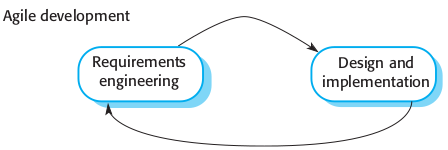 Agile development
Requirements
engineering
Design and
implementation